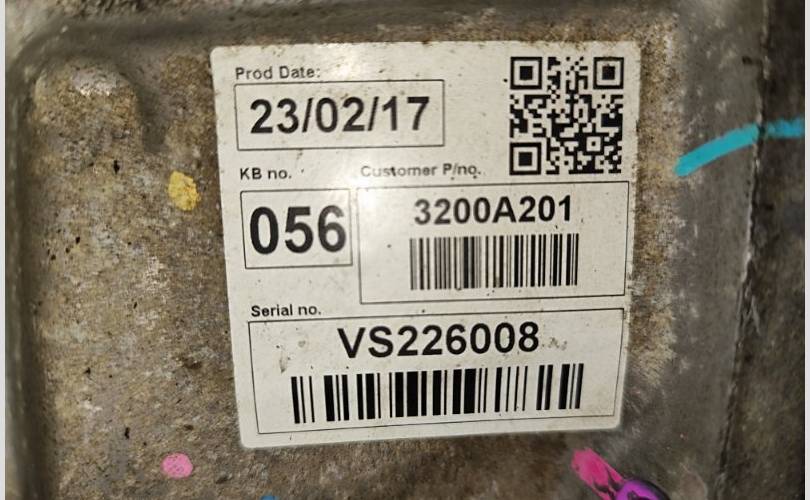 Prod Date:
23/02/17
KB no.
Customer P/no.
056
3200A201
Serial no.
VS226008